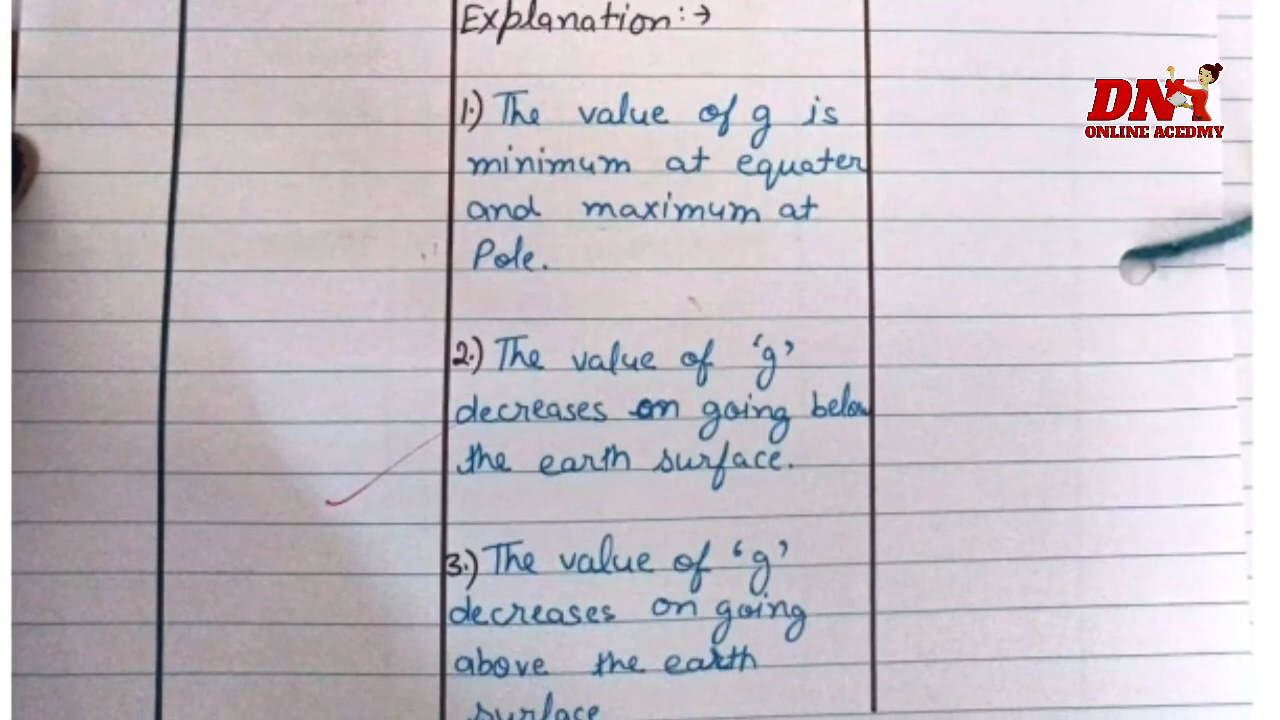 Explanation:→
1.) The value of g is
minimum at equater
and maximum at
Pole.
2.) The value of 'g'
decreases on going below
the earth surface.
3.) The value of 'g'
decreases on going
above the earth
surface
DNA
ONLINE ACEDMY